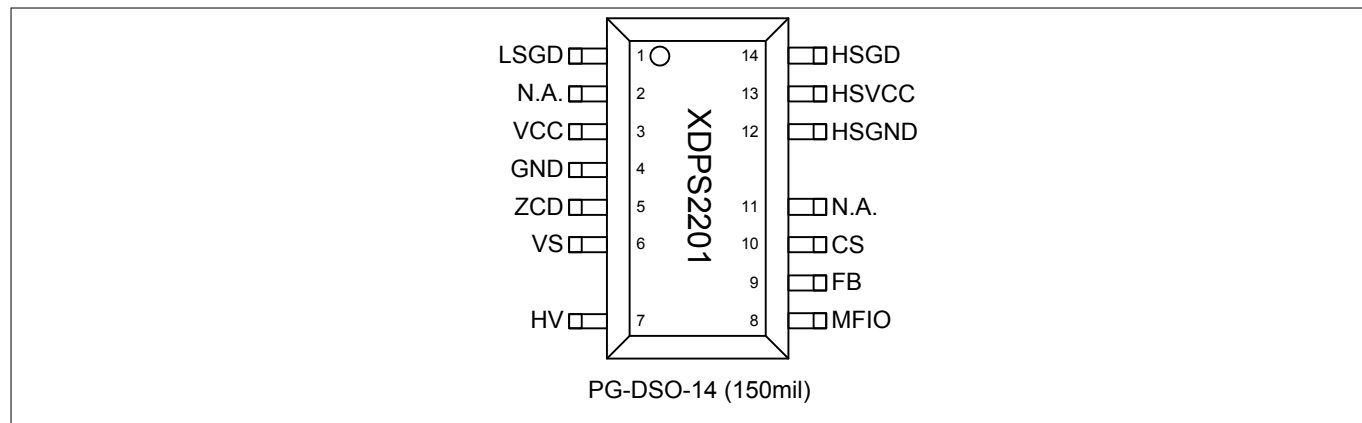 LSGD 1 14 HSGD
N.A. 2 13 HSVCC
VCC 3 12 HSGND
GND 4
ZCD 5 11 N.A.
VS 6 10 CS
9 FB
HV 7 8 MFIO
XDPS2201
PG-DSO-14 (150mil)